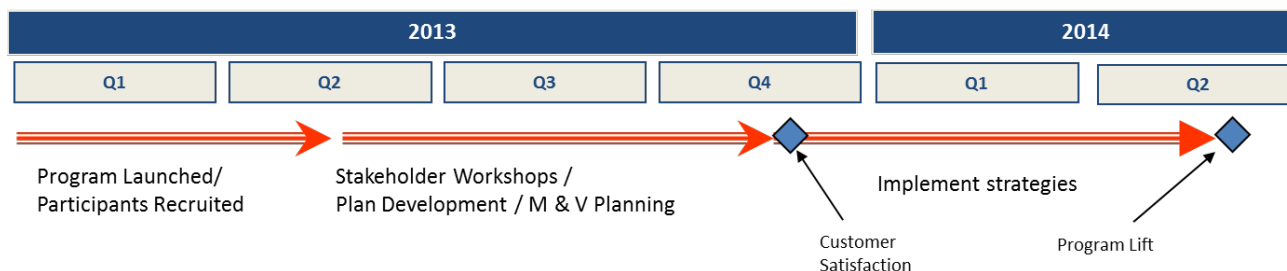 2013
2014
Q1
Q2
Q3
Q4
Q1
Q2
Program Launched/
Participants Recruited
Stakeholder Workshops /
Plan Development / M & V Planning
Implement strategies
Customer
Satisfaction
Program Lift